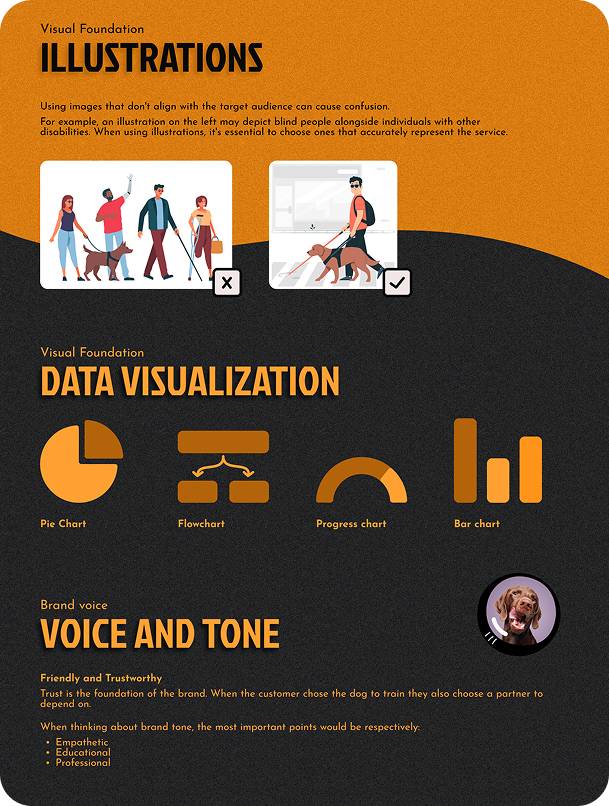 Visual Foundation
ILLUSTRATIONS
Using images that don't align with the target audience can cause confusion.
For example, an illustration on the left may depict blind people alongside individuals with other
disabilities. When using illustrations, it's essential to choose ones that accurately represent the service.
X
Visual Foundation
DATA VISUALIZATION
Pie Chart
Flowchart
Progress chart
Bar chart
Brand voice
VOICE AND TONE
Friendly and Trustworthy
Trust is the foundation of the brand. When the customer chose the dog to train they also choose a partner to
depend on.
When thinking about brand tone, the most important points would be respectively:
• Empathetic
• Educational
• Professional